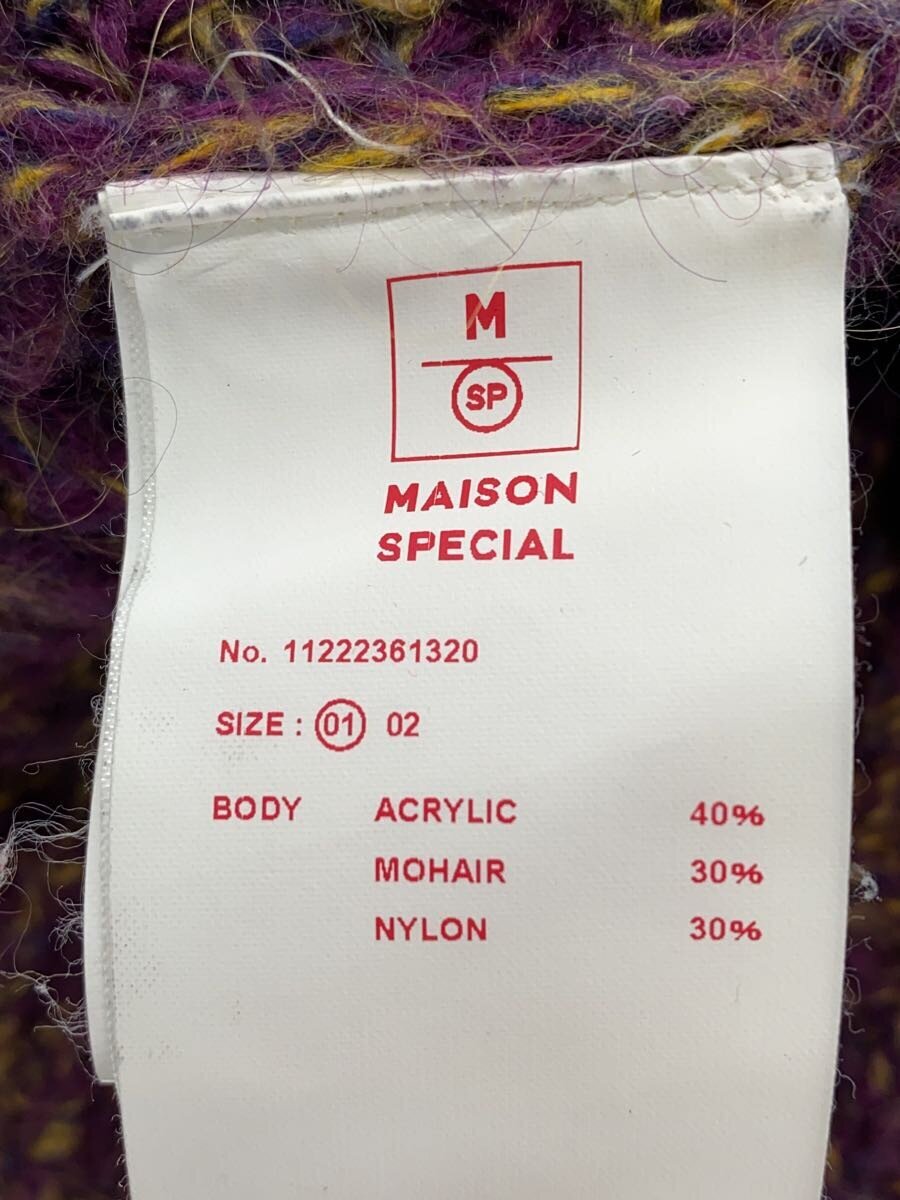 M
SP
MAISON
SPECIAL
No. 11222361320
SIZE : 01 02
BODY ACRYLIC 40%
MOHAIR 30%
NYLON 30%